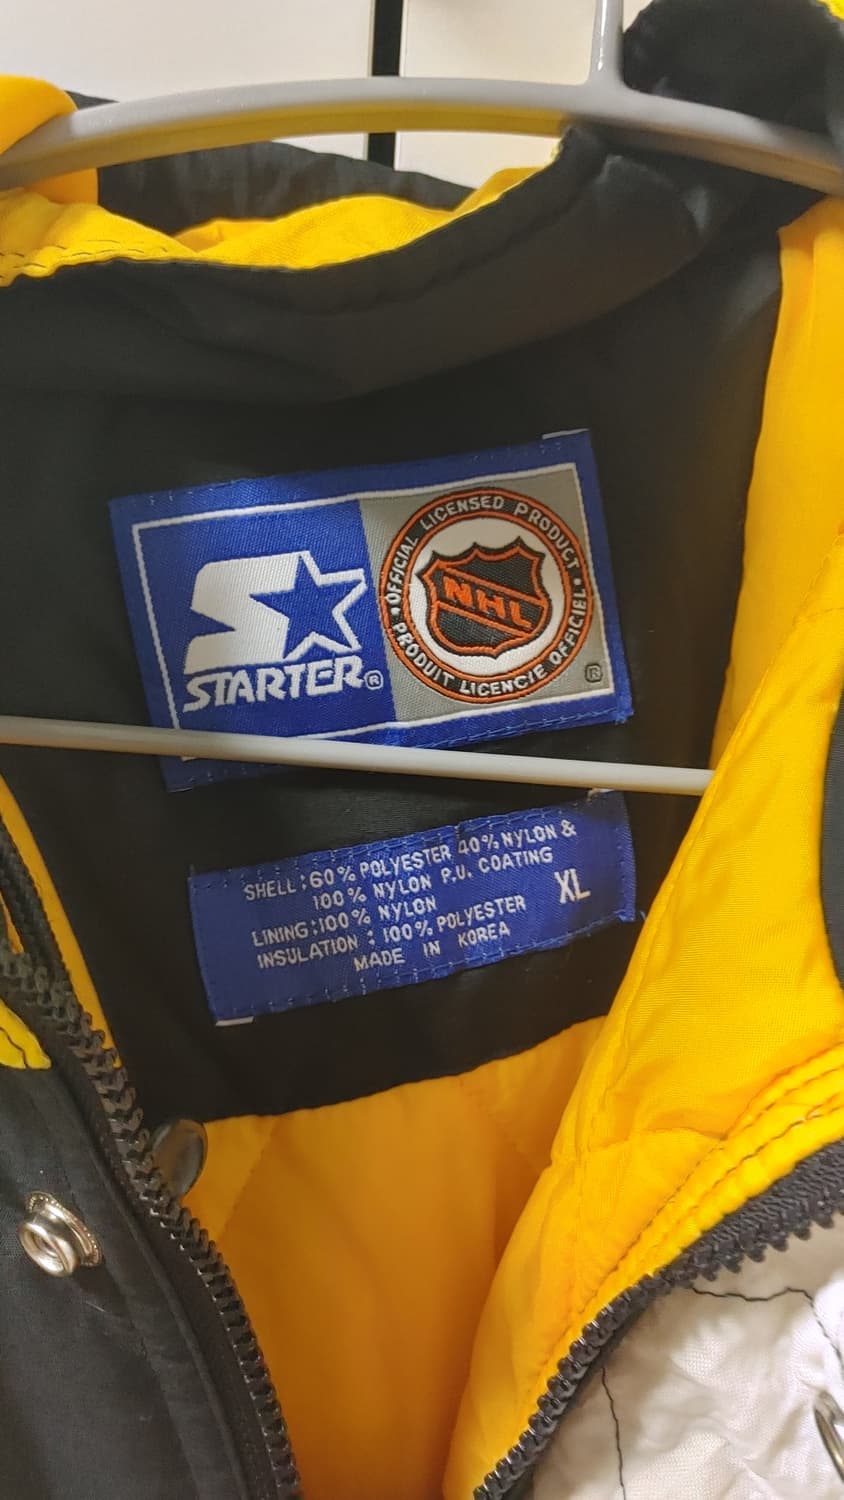 STARTER®
OFFICIAL LICENSED PRODUCT
NHL
PRODUIT LICENCIE OFFICIEL
®
SHELL:60% POLYESTER 40% NYLON &
100% NYLON P.U. COATING
XL
LINING:100% NYLON
INSULATION : 100% POLYESTER
MADE IN KOREA